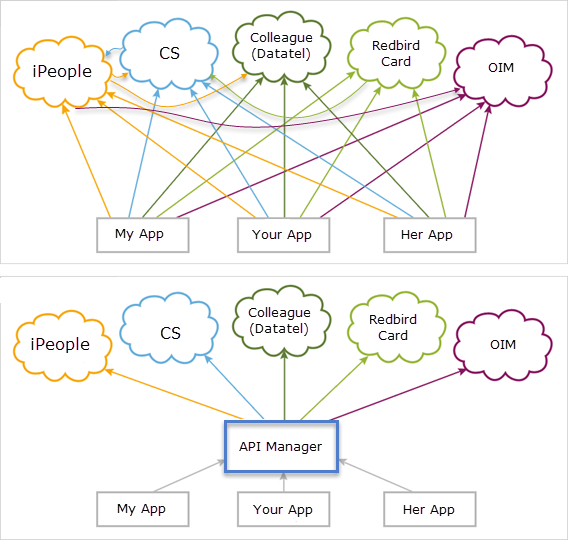 iPeople
CS
Colleague
(Datatel)
Redbird
Card
OIM
My App
Your App
Her App
iPeople
CS
Colleague
(Datatel)
Redbird
Card
OIM
API Manager
My App
Your App
Her App